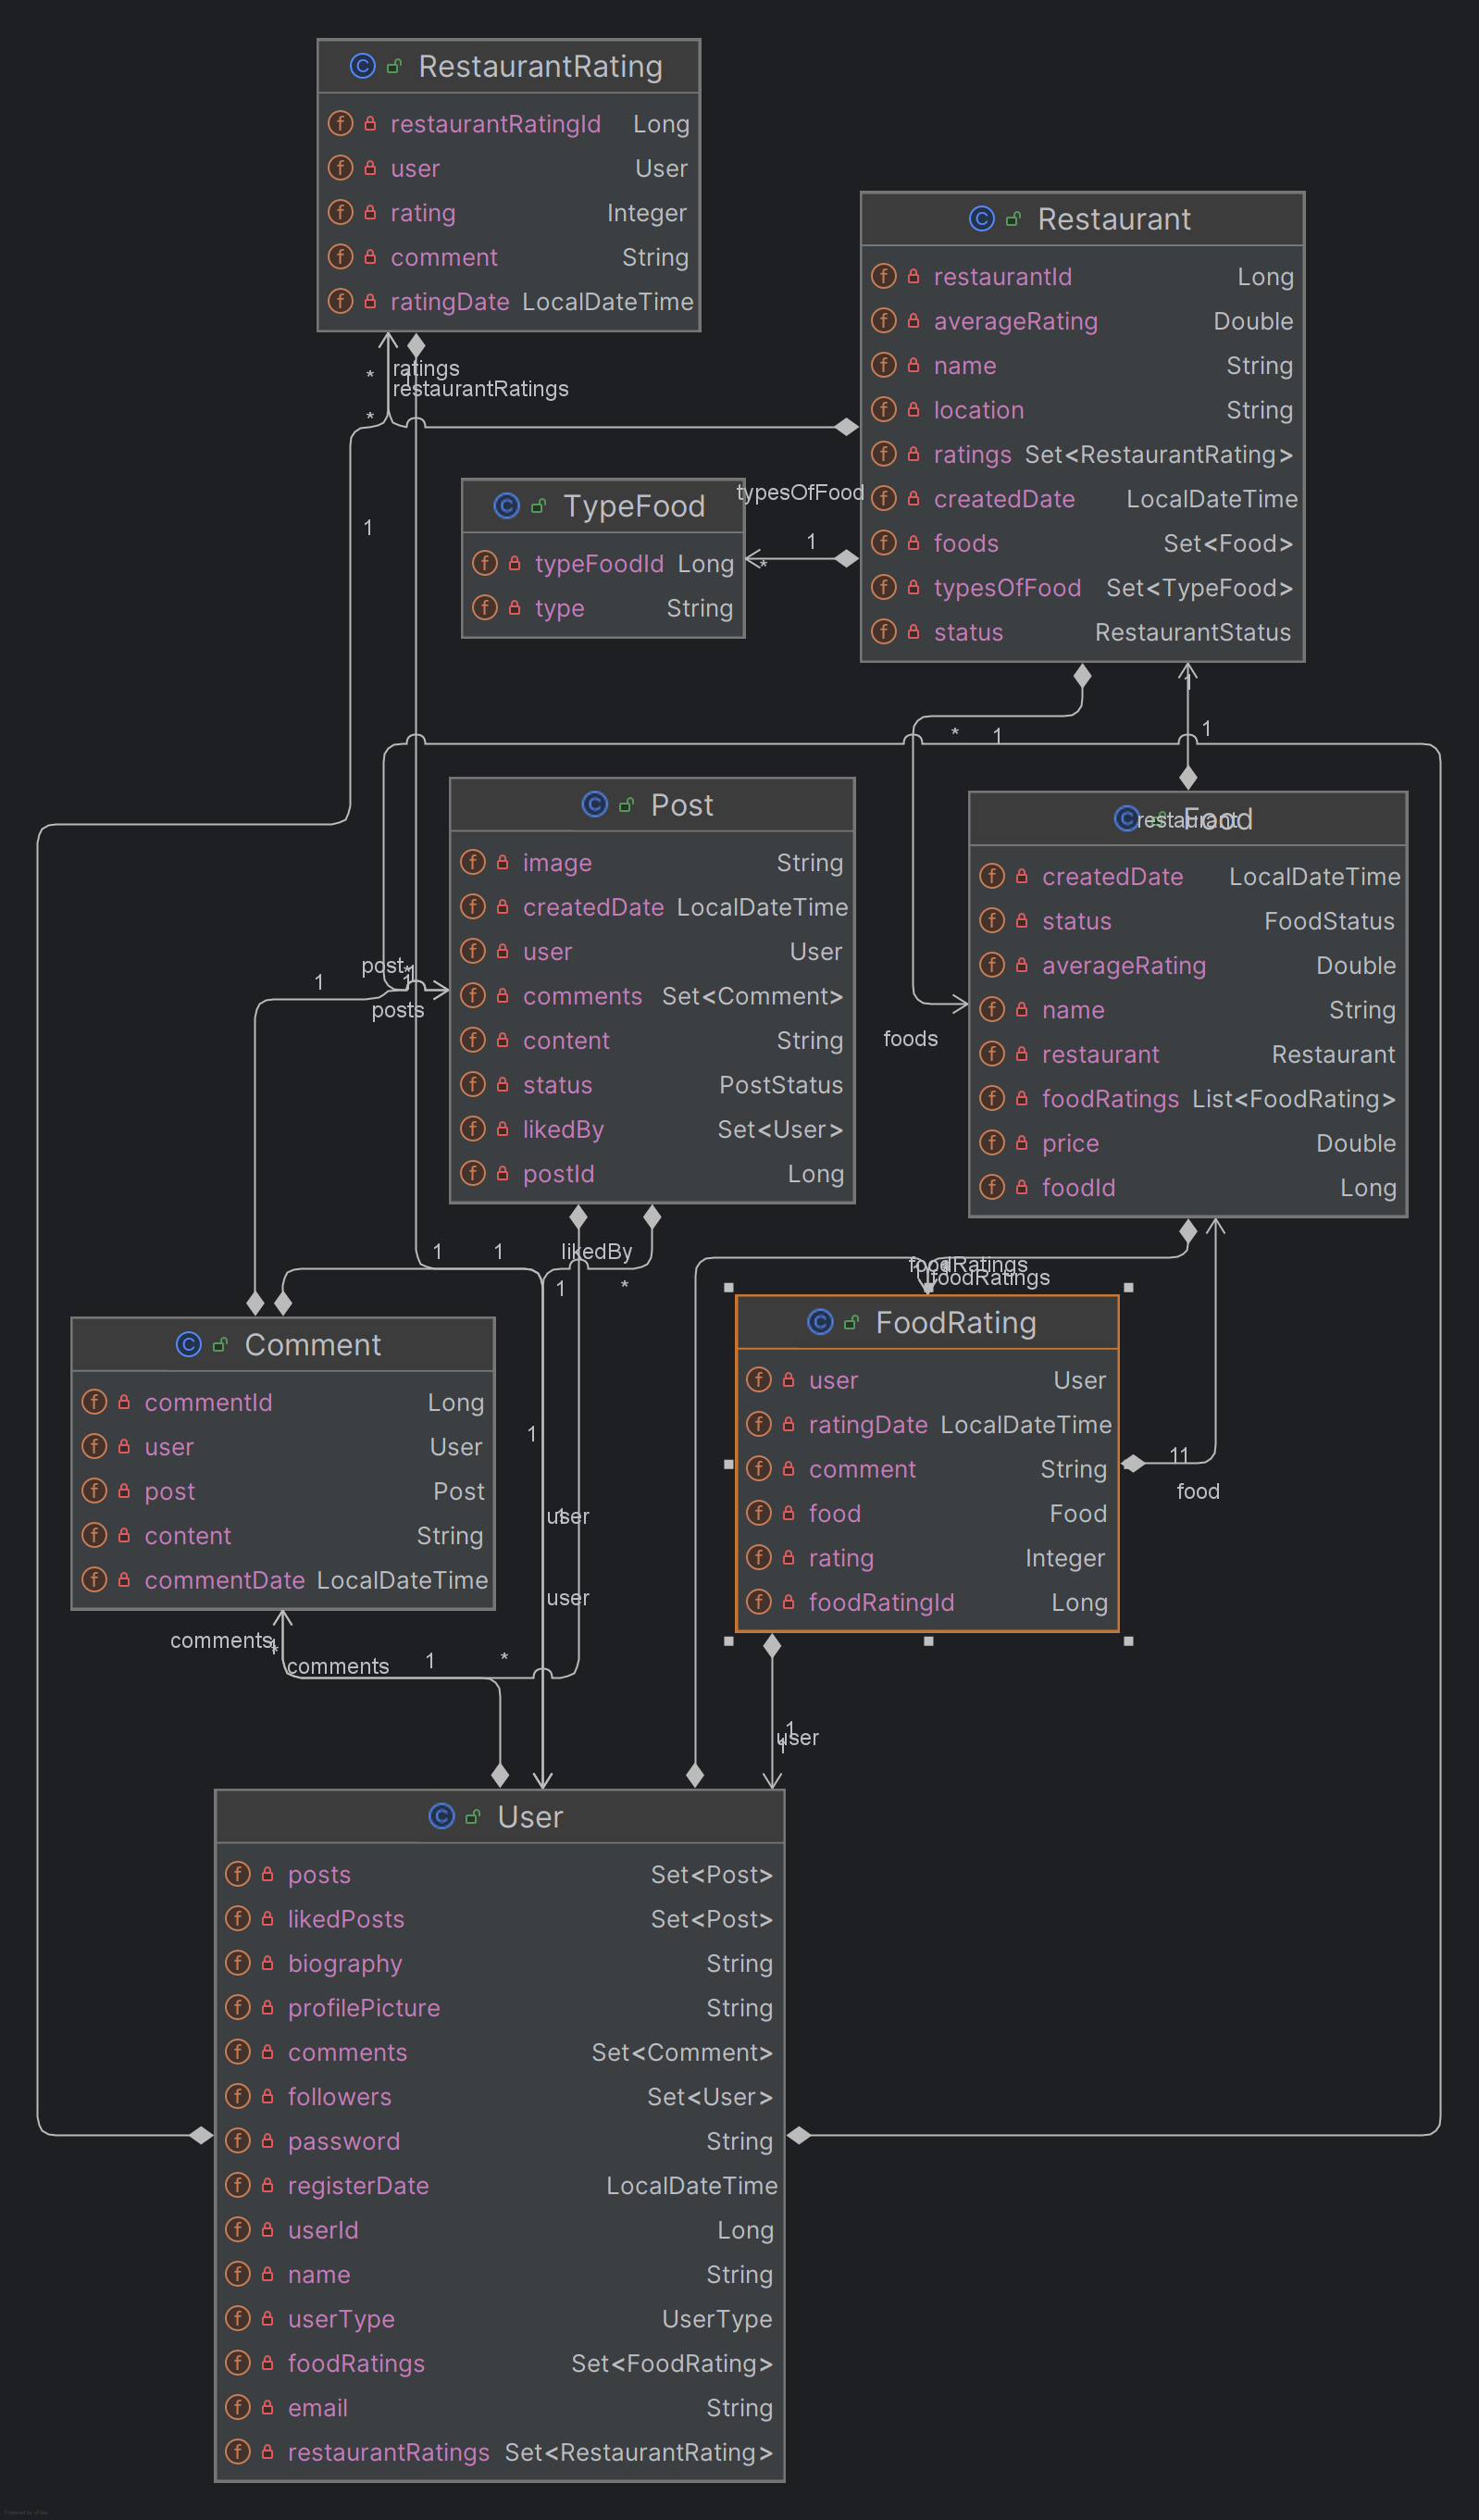 RestaurantRating
restaurantRatingId Long
user User
rating Integer
comment String
ratingDate LocalDateTime
Restaurant
restaurantId Long
averageRating Double
name String
location String
ratings Set<RestaurantRating>
createdDate LocalDateTime
foods Set<Food>
typesOfFood Set<TypeFood>
status RestaurantStatus
ratings
* 1
restaurantRatings
*
1
TypeFood
typeFoodId Long
type String
typesOfFood
1
*
1
1
* 1
Post
image String
createdDate LocalDateTime
user User
comments Set<Comment>
content String
status PostStatus
likedBy Set<User>
postId Long
Food
restaurant
createdDate LocalDateTime
status FoodStatus
averageRating Double
name String
restaurant Restaurant
foodRatings List<FoodRating>
price Double
foodId Long
post
*1
1 1
posts
foods
1 1 likedBy
1 *
foodRatings
foodRatings
Comment
commentId Long
user User
post Post
content String
commentDate LocalDateTime
FoodRating
user User
ratingDate LocalDateTime
comment String
food Food
rating Integer
foodRatingId Long
11
food
1
user
1
user
comments
1
*
comments 1 *
1
user
1
User
posts Set<Post>
likedPosts Set<Post>
biography String
profilePicture String
comments Set<Comment>
followers Set<User>
password String
registerDate LocalDateTime
userId Long
name String
userType UserType
foodRatings Set<FoodRating>
email String
restaurantRatings Set<RestaurantRating>